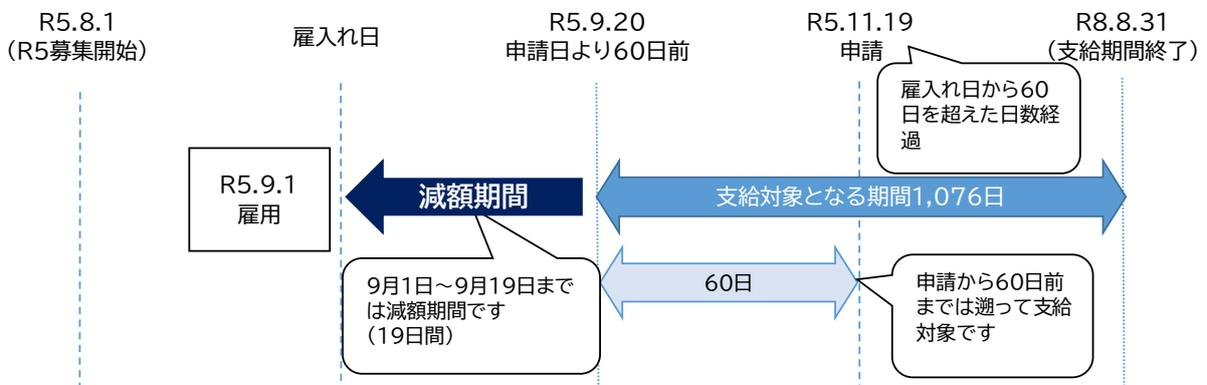 R5.8.1
（R5募集開始）
雇入れ日
R5.9.20
申請日より60日前
R5.11.19
申請
R8.8.31
（支給期間終了）
雇入れ日から60
日を超えた日数経
過
R5.9.1
雇用
減額期間
支給対象となる期間1,076日
9月1日～9月19日まで
は減額期間です
（19日間）
60日
申請から60日前
までは遡って支給
対象です